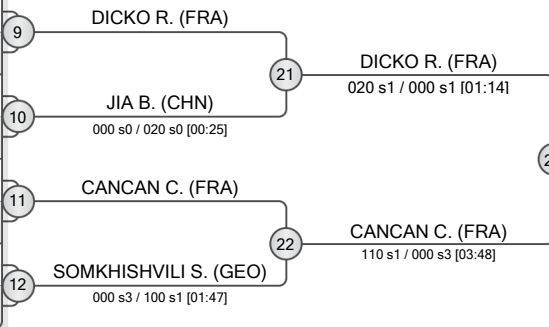 9
DICKO R. (FRA)
21
DICKO R. (FRA)
020 s1 / 000 s1 [01:14]
10
JIA B. (CHN)
000 s0 / 020 s0 [00:25]
11
CANCAN C. (FRA)
22
CANCAN C. (FRA)
110 s1 / 000 s3 [03:48]
12
SOMKHISHVILI S. (GEO)
000 s3 / 100 s1 [01:47]